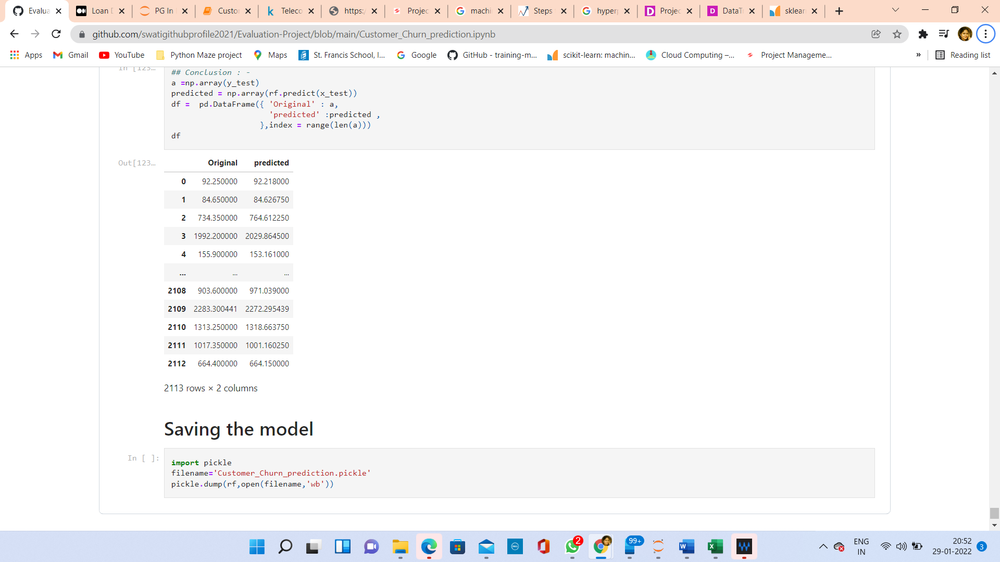 Evalua
Loan D
PG In
Custo
Teleco
https:/
Projec
machi
Steps
hyper
Projec
DataT
sklear
github.com/swatigithubprofile2021/Evaluation-Project/blob/main/Customer_Churn_prediction.ipynb
Apps
Gmail
YouTube
Python Maze project
Maps
St. Francis School, I...
Google
GitHub - training-m...
scikit-learn: machin...
Cloud Computing –...
Project Manageme...
»
Reading list
In [123…
## Conclusion : -
a =np.array(y_test)
predicted = np.array(rf.predict(x_test))
df =  pd.DataFrame({ 'Original' : a,
'predicted' :predicted ,
},index = range(len(a)))
df
Out[123…
Original predicted
0 92.250000 92.218000
1 84.650000 84.626750
2 734.350000 764.612250
3 1992.200000 2029.864500
4 155.900000 153.161000
... ... ...
2108 903.600000 971.039000
2109 2283.300441 2272.295439
2110 1313.250000 1318.663750
2111 1017.350000 1001.160250
2112 664.400000 664.150000
2113 rows × 2 columns
Saving the model
In [ ]:
import pickle
filename='Customer_Churn_prediction.pickle'
pickle.dump(rf,open(filename,'wb'))
2
99+
ENG
IN
20:52
29-01-2022
3